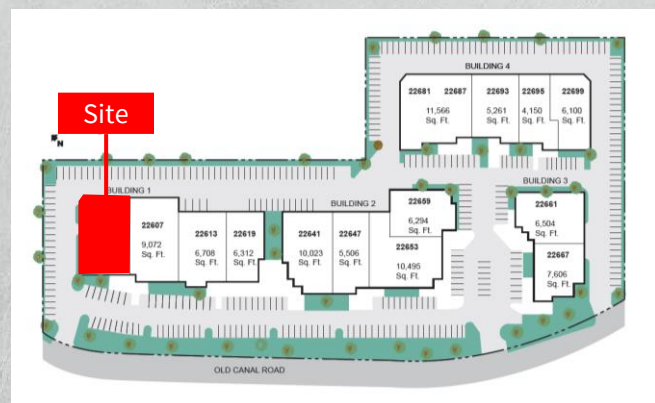 BUILDING 4
22681 22687 22693 22695 22699
11,566 5,261 4,150 6,100
Sq. Ft. Sq. Ft. Sq. Ft. Sq. Ft.
Site
N
BUILDING 1
22607
9,072
Sq. Ft.
22613
6,708
Sq. Ft.
22619
6,312
Sq. Ft.
BUILDING 2
22641
10,023
Sq. Ft.
22647
5,506
Sq. Ft.
22659
6,294
Sq. Ft.
22653
10,495
Sq. Ft.
BUILDING 3
22661
6,504
Sq. Ft.
22667
7,606
Sq. Ft.
OLD CANAL ROAD